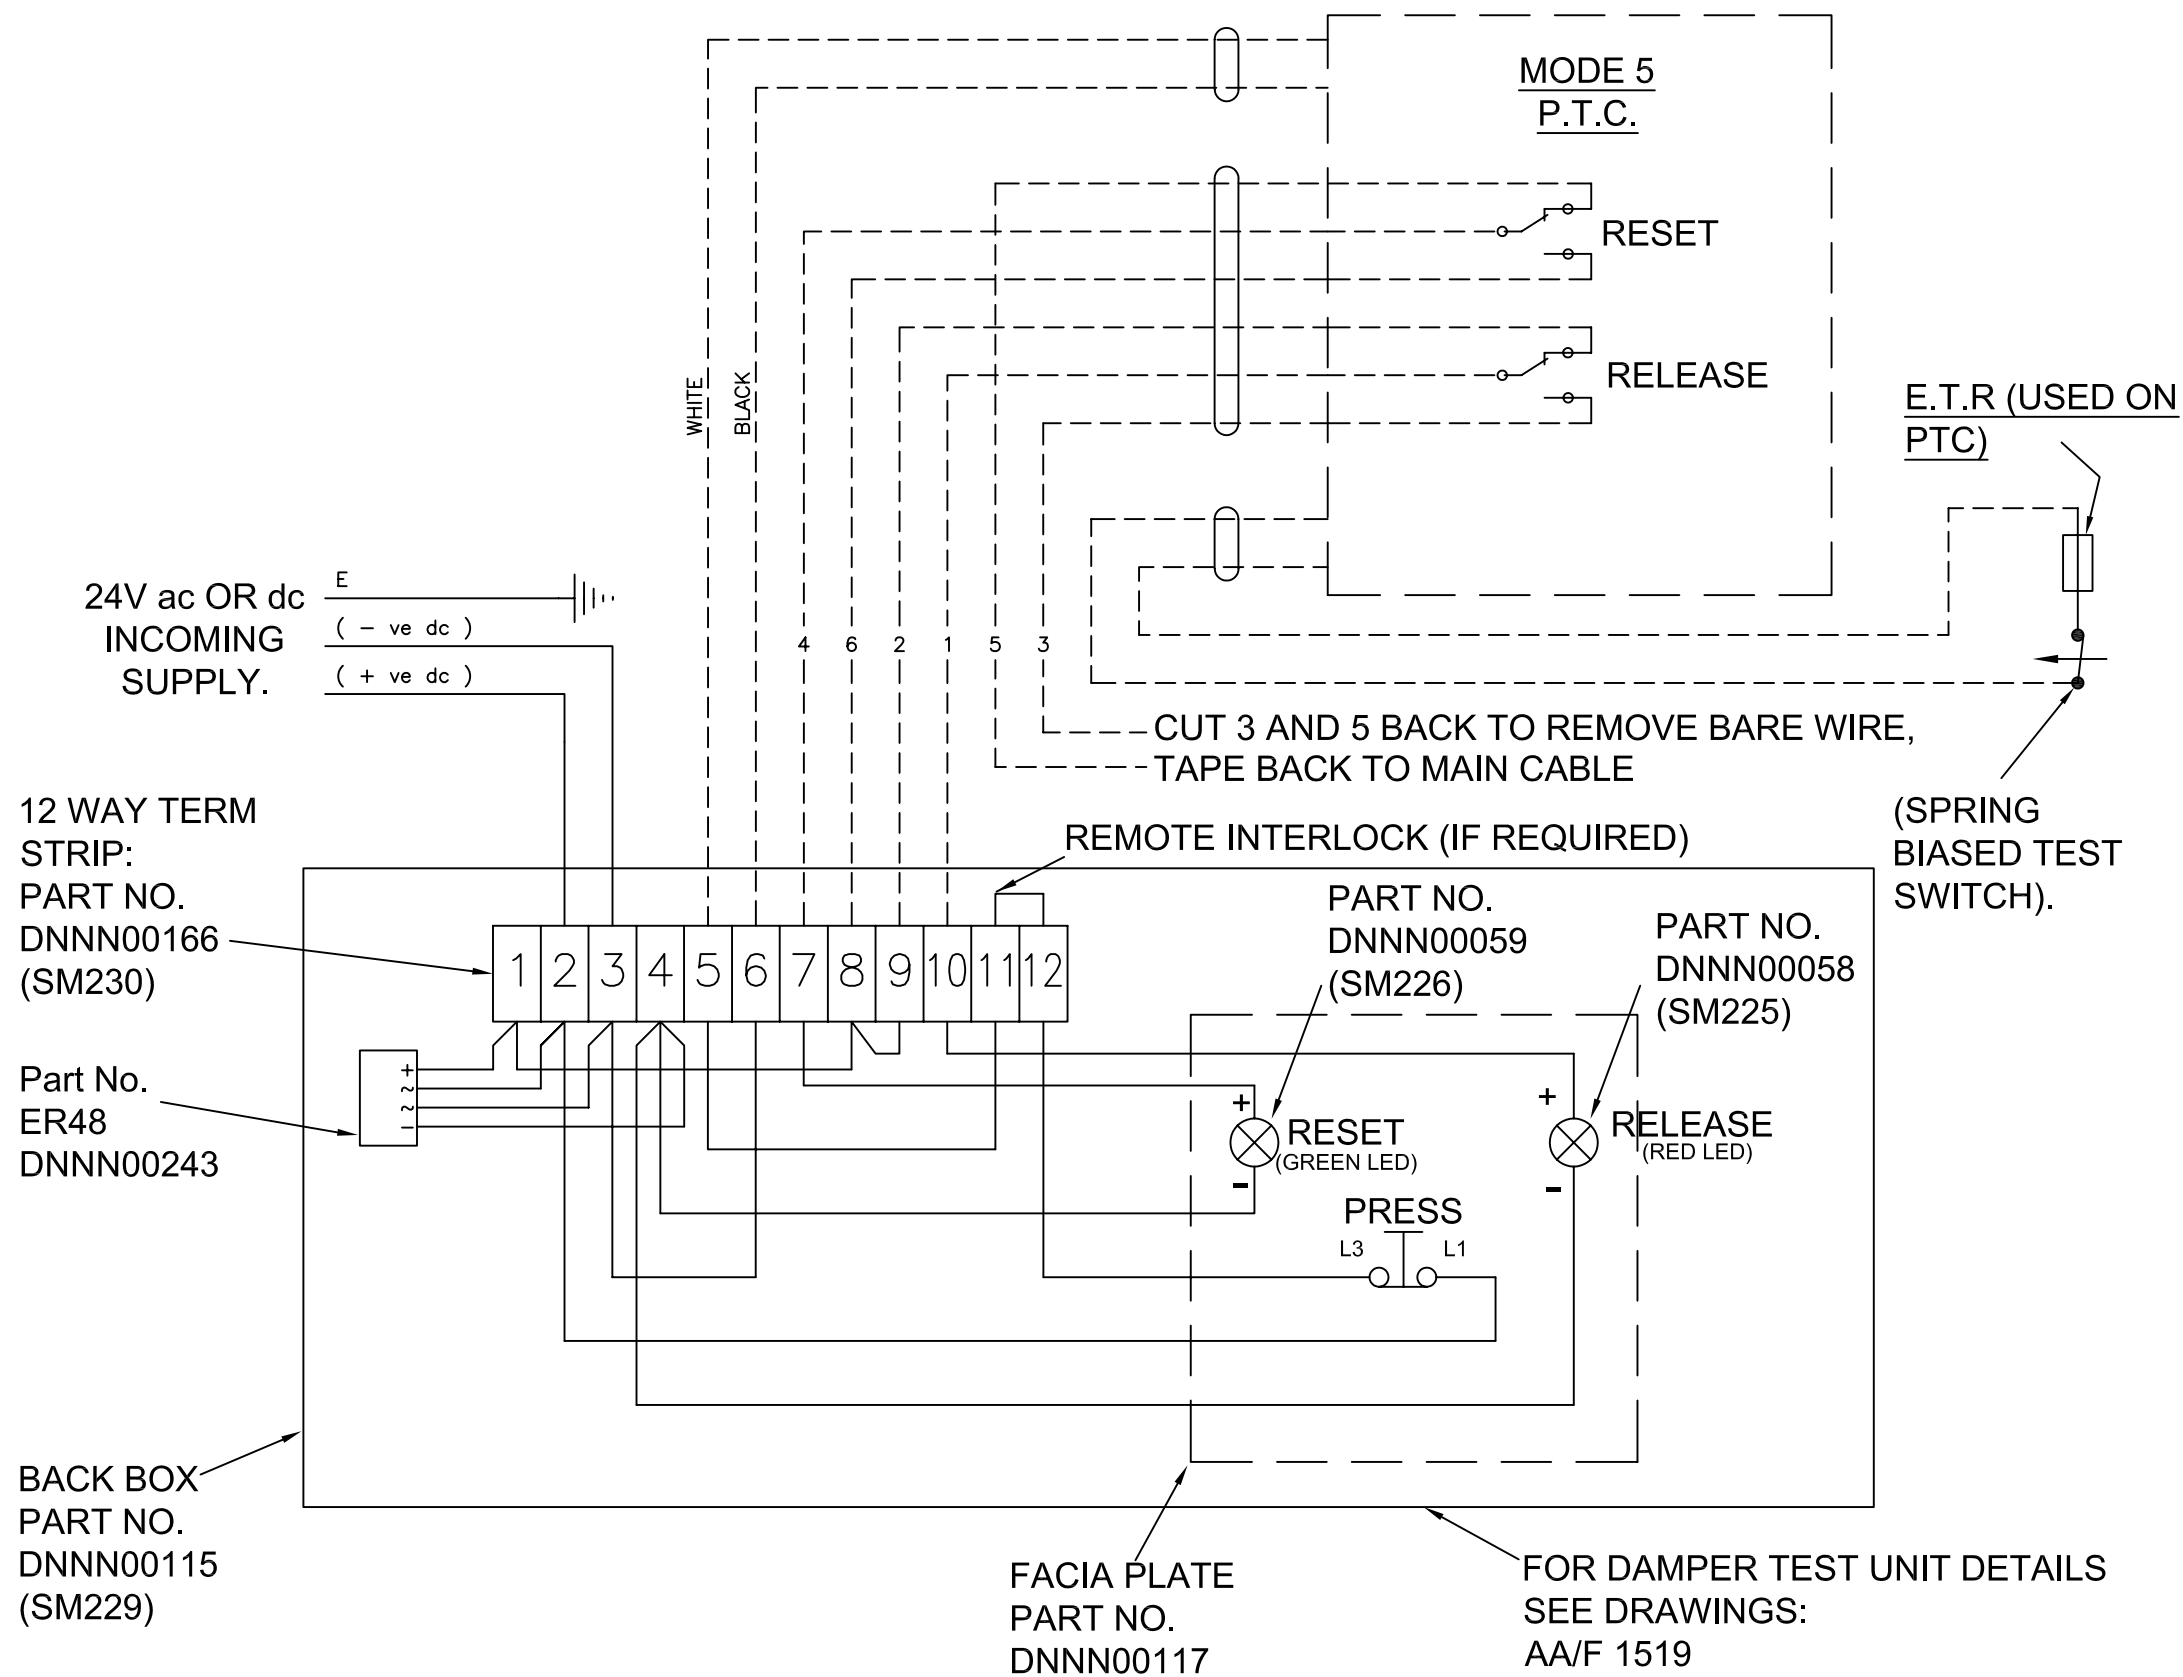 MODE 5
P.T.C.
RESET
RELEASE
WHITE
BLACK
E.T.R (USED ON
PTC)
24V ac OR dc
INCOMING
SUPPLY.
E
( - ve dc )
( + ve dc )
4 6 2 1 5 3
CUT 3 AND 5 BACK TO REMOVE BARE WIRE,
TAPE BACK TO MAIN CABLE
(SPRING
BIASED TEST
SWITCH).
12 WAY TERM
STRIP:
PART NO.
DNNN00166
(SM230)
REMOTE INTERLOCK (IF REQUIRED)
PART NO.
DNNN00059
(SM226)
PART NO.
DNNN00058
(SM225)
1 2 3 4 5 6 7 8 9 10 11 12
Part No.
ER48
DNNN00243
+
~
~
-
+
RESET
(GREEN LED)
-
+
RELEASE
(RED LED)
-
PRESS
L3 L1
BACK BOX
PART NO.
DNNN00115
(SM229)
FACIA PLATE
PART NO.
DNNN00117
FOR DAMPER TEST UNIT DETAILS
SEE DRAWINGS:
AA/F 1519